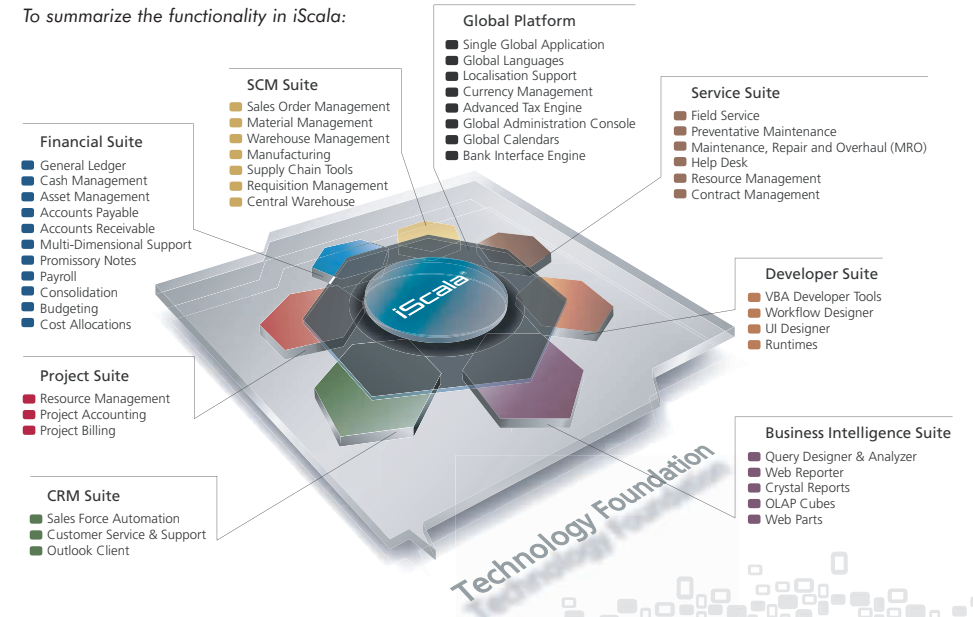 To summarize the functionality in iScala:
Global Platform
Single Global Application
Global Languages
Localisation Support
Currency Management
Advanced Tax Engine
Global Administration Console
Global Calendars
Bank Interface Engine
SCM Suite
Sales Order Management
Material Management
Warehouse Management
Manufacturing
Supply Chain Tools
Requisition Management
Central Warehouse
Service Suite
Field Service
Preventative Maintenance
Maintenance, Repair and Overhaul (MRO)
Help Desk
Resource Management
Contract Management
Financial Suite
General Ledger
Cash Management
Asset Management
Accounts Payable
Accounts Receivable
Multi-Dimensional Support
Promissory Notes
Payroll
Consolidation
Budgeting
Cost Allocations
iScala
Developer Suite
VBA Developer Tools
Workflow Designer
UI Designer
Runtimes
Project Suite
Resource Management
Project Accounting
Project Billing
Business Intelligence Suite
Query Designer & Analyzer
Web Reporter
Crystal Reports
OLAP Cubes
Web Parts
CRM Suite
Sales Force Automation
Customer Service & Support
Outlook Client
Technology Foundation